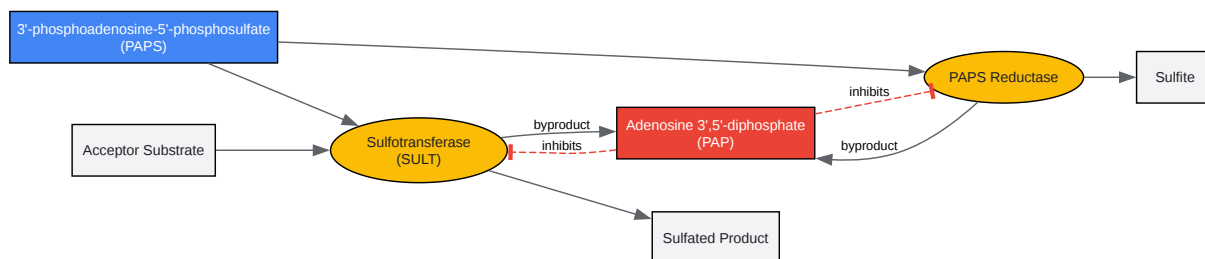 3'-phosphoadenosine-5'-phosphosulfate
(PAPS)
PAPS Reductase
Sulfite
inhibits
Adenosine 3',5'-diphosphate
(PAP)
byproduct
Acceptor Substrate
Sulfotransferase
(SULT)
byproduct
inhibits
Sulfated Product